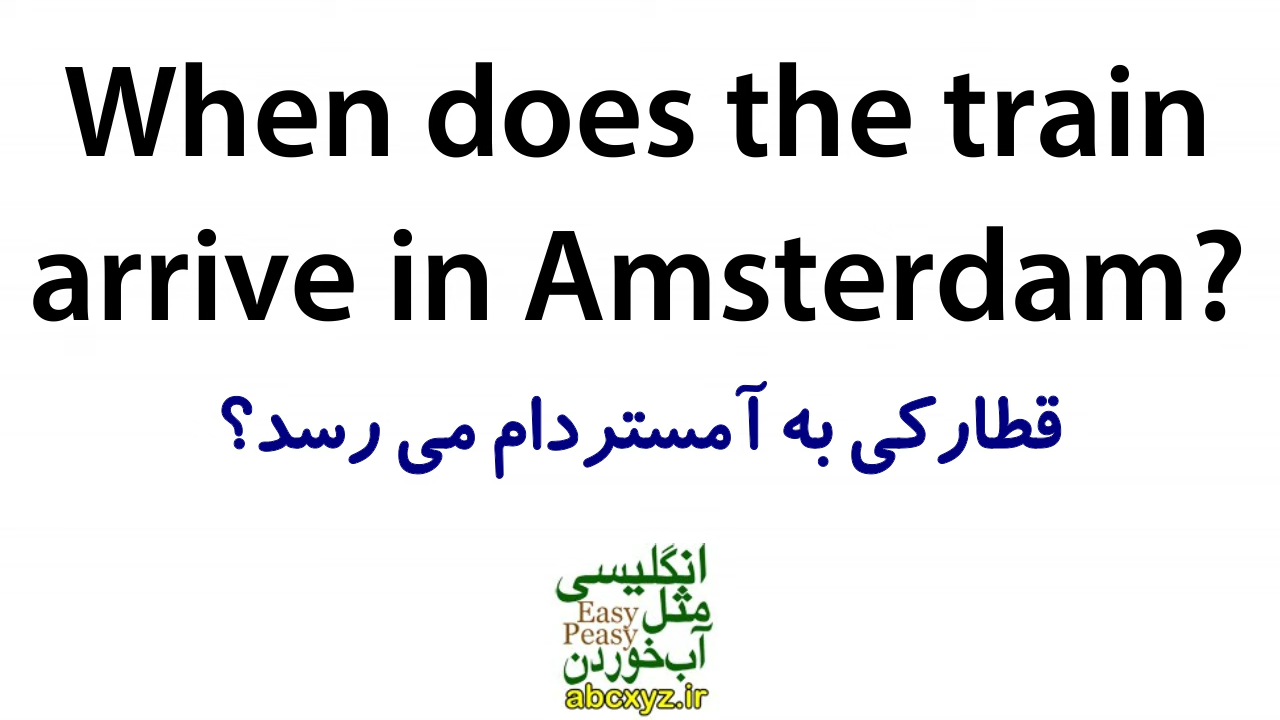 When does the train
arrive in Amsterdam?
قطار کی به آمستردام می رسد؟
انگلیسی
مثل
Easy
Peasy
آب خوردن
abcxyz.ir